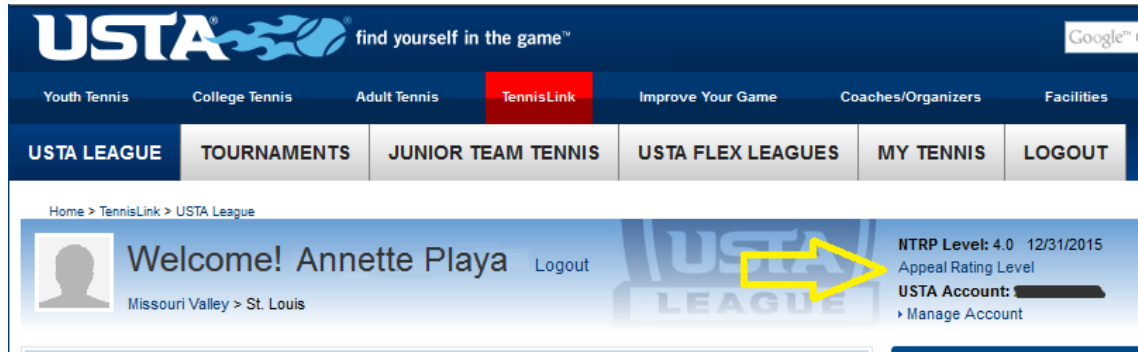 USTA find yourself in the game™
Google™
Youth Tennis College Tennis Adult Tennis TennisLink Improve Your Game Coaches/Organizers Facilities
USTA LEAGUE TOURNAMENTS JUNIOR TEAM TENNIS USTA FLEX LEAGUES MY TENNIS LOGOUT
Home > TennisLink > USTA League
Welcome! Annette Playa Logout
Missouri Valley > St. Louis
USTA
LEAGUE
NTRP Level: 4.0 12/31/2015
Appeal Rating Level
USTA Account:
Manage Account